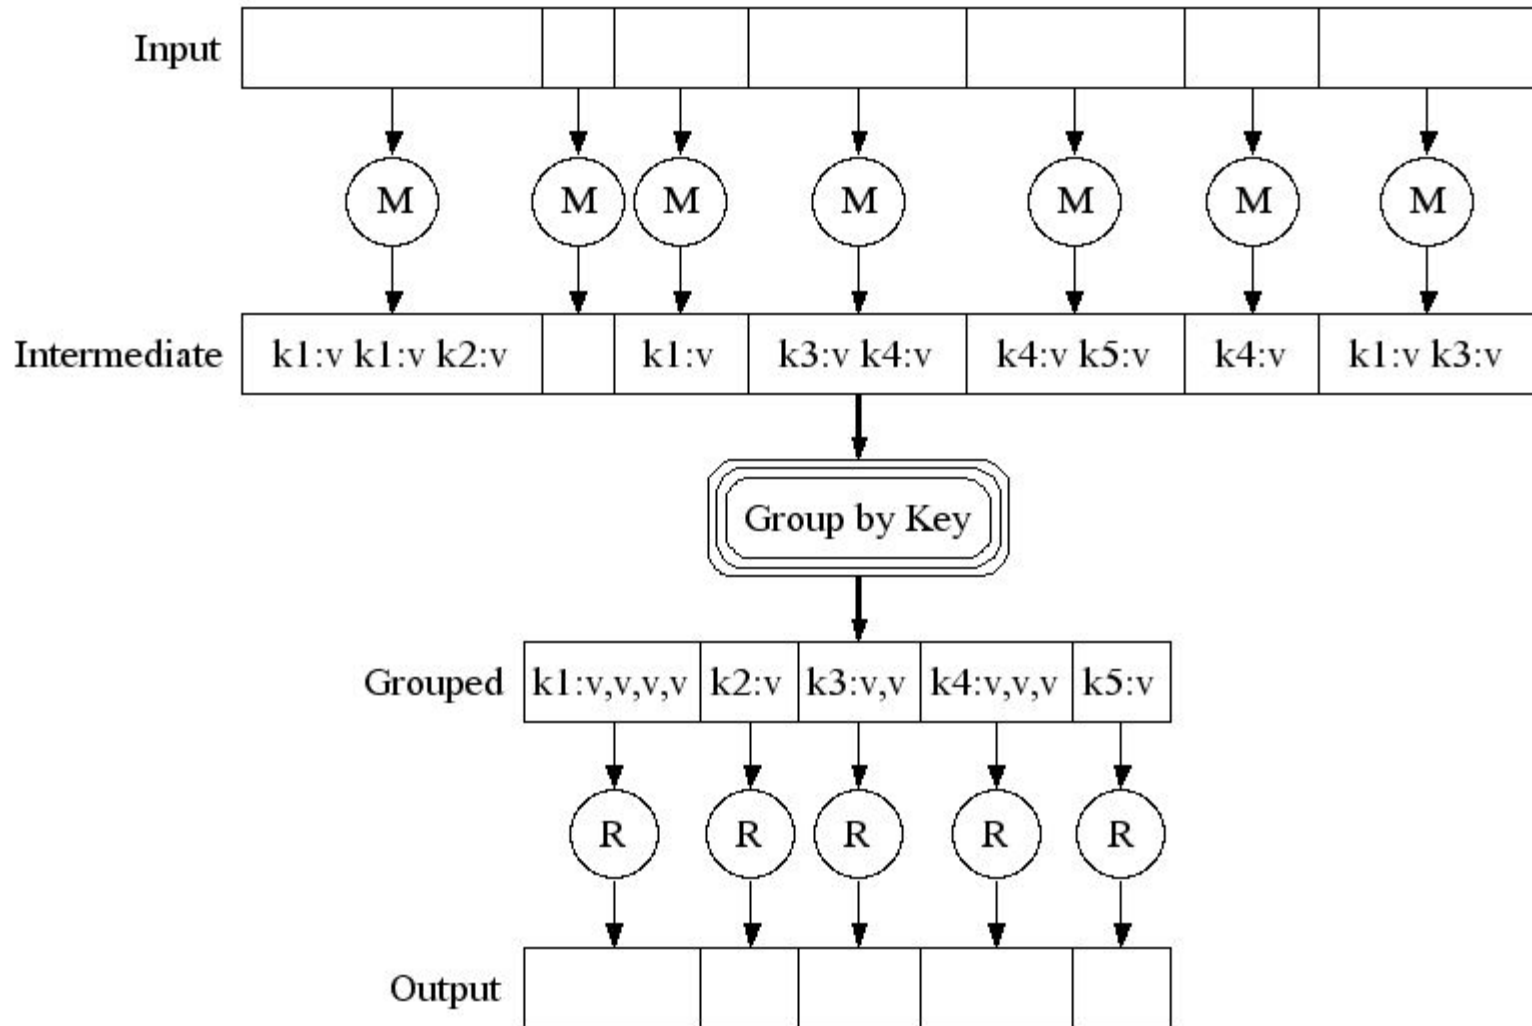 Input
M M M M M M M
Intermediate k1:v k1:v k2:v k1:v k3:v k4:v k4:v k5:v k4:v k1:v k3:v
Group by Key
Grouped k1:v,v,v,v k2:v k3:v,v k4:v,v,v k5:v
R R R R R
Output